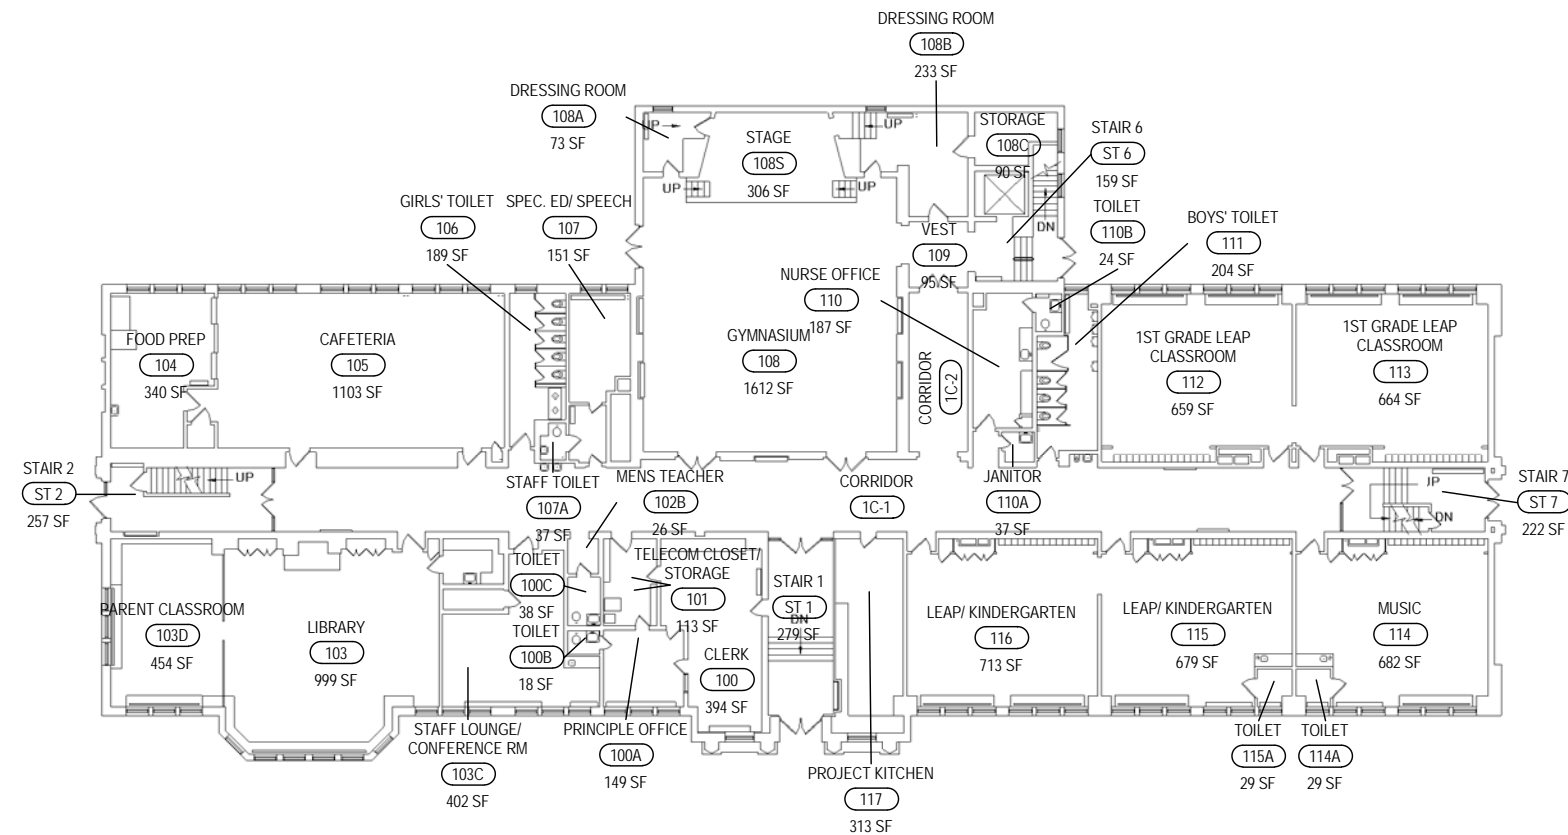 DRESSING ROOM
108B
233 SF
DRESSING ROOM
108A
73 SF
UP
STAGE
108S
306 SF
UP
UP
UP
STORAGE
108C
90 SF
STAIR 6
ST 6
159 SF
DN
TOILET
110B
24 SF
BOYS' TOILET
111
204 SF
GIRLS' TOILET
106
189 SF
SPEC. ED/ SPEECH
107
151 SF
VEST
109
95 SF
NURSE OFFICE
110
187 SF
FOOD PREP
104
340 SF
CAFETERIA
105
1103 SF
GYMNASIUM
108
1612 SF
CORRIDOR
1C-2
1ST GRADE LEAP
CLASSROOM
112
659 SF
1ST GRADE LEAP
CLASSROOM
113
664 SF
STAIR 2
ST 2
257 SF
UP
STAFF TOILET
107A
37 SF
MENS TEACHER
102B
26 SF
CORRIDOR
1C-1
JANITOR
110A
37 SF
UP
DN
STAIR 7
ST 7
222 SF
PARENT CLASSROOM
103D
454 SF
LIBRARY
103
999 SF
TOILET
100C
38 SF
TOILET
100B
18 SF
TELECOM CLOSET/
STORAGE
101
113 SF
CLERK
100
394 SF
STAIR 1
ST 1
DN
279 SF
LEAP/ KINDERGARTEN
116
713 SF
LEAP/ KINDERGARTEN
115
679 SF
MUSIC
114
682 SF
STAFF LOUNGE/
CONFERENCE RM
103C
402 SF
PRINCIPLE OFFICE
100A
149 SF
PROJECT KITCHEN
117
313 SF
TOILET
115A
29 SF
TOILET
114A
29 SF